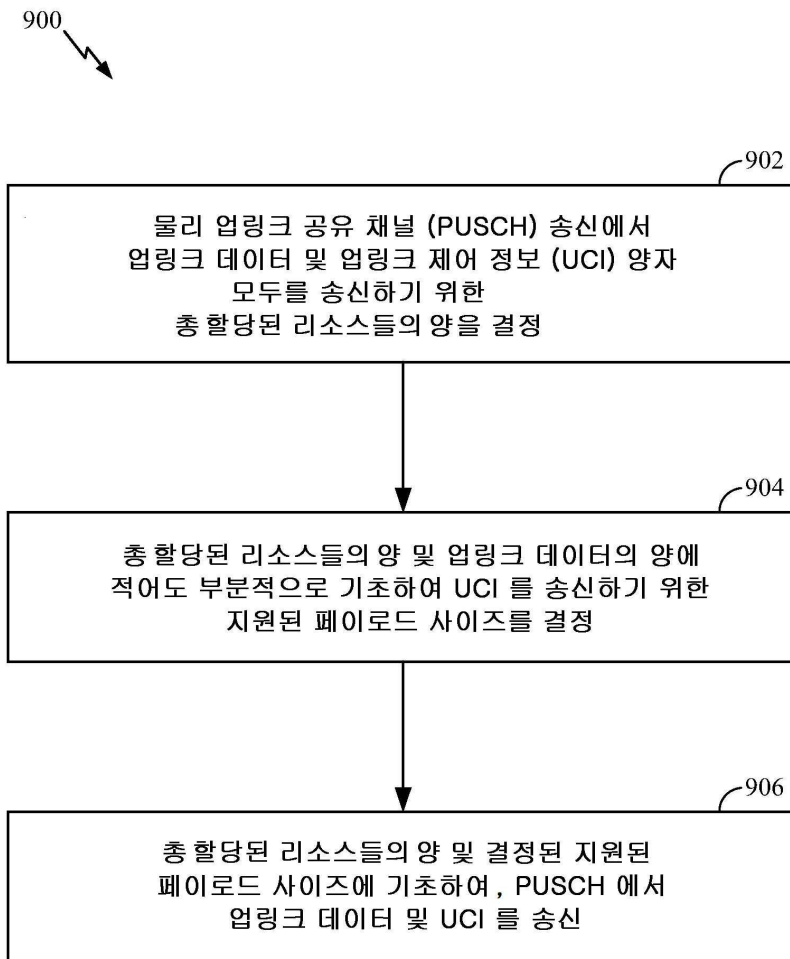 900
902
물리 업링크 공유 채널 (PUSCH) 송신에서
업링크 데이터 및 업링크 제어 정보 (UCI) 양자
모두를 송신하기 위한
총 할당된 리소스들의 양을 결정
904
총 할당된 리소스들의 양 및 업링크 데이터의 양에
적어도 부분적으로 기초하여 UCI 를 송신하기 위한
지원된 페이로드 사이즈를 결정
906
총 할당된 리소스들의 양 및 결정된 지원된
페이로드 사이즈에 기초하여, PUSCH 에서
업링크 데이터 및 UCI 를 송신